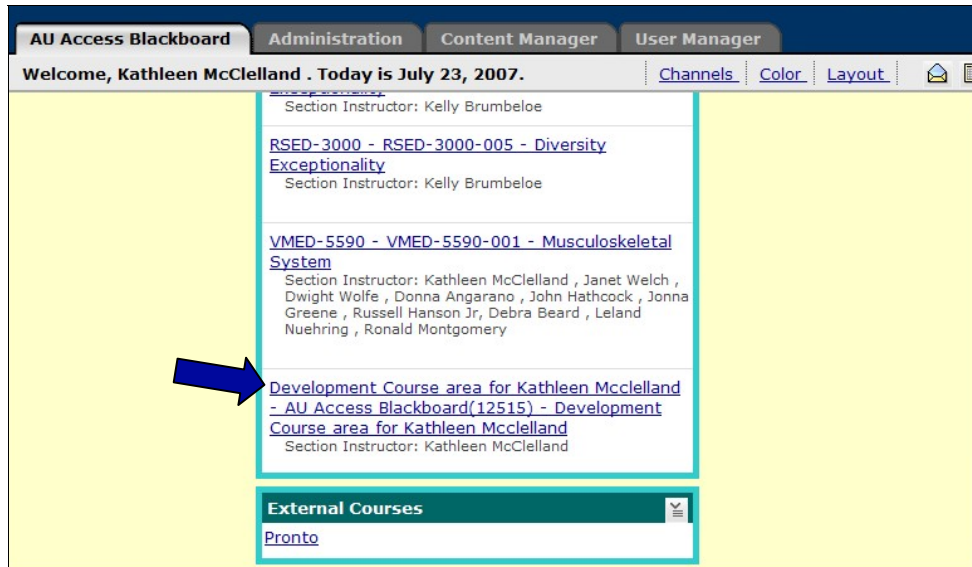 AU Access Blackboard Administration Content Manager User Manager
Welcome, Kathleen McClelland . Today is July 23, 2007. Channels Color Layout
Exceptionality
Section Instructor: Kelly Brumbeloe
RSED-3000 - RSED-3000-005 - Diversity
Exceptionality
Section Instructor: Kelly Brumbeloe
VMED-5590 - VMED-5590-001 - Musculoskeletal
System
Section Instructor: Kathleen McClelland , Janet Welch ,
Dwight Wolfe , Donna Angarano , John Hathcock , Jonna
Greene , Russell Hanson Jr, Debra Beard , Leland
Nuehring , Ronald Montgomery
Development Course area for Kathleen Mcclelland
- AU Access Blackboard(12515) - Development
Course area for Kathleen Mcclelland
Section Instructor: Kathleen McClelland
External Courses
Pronto